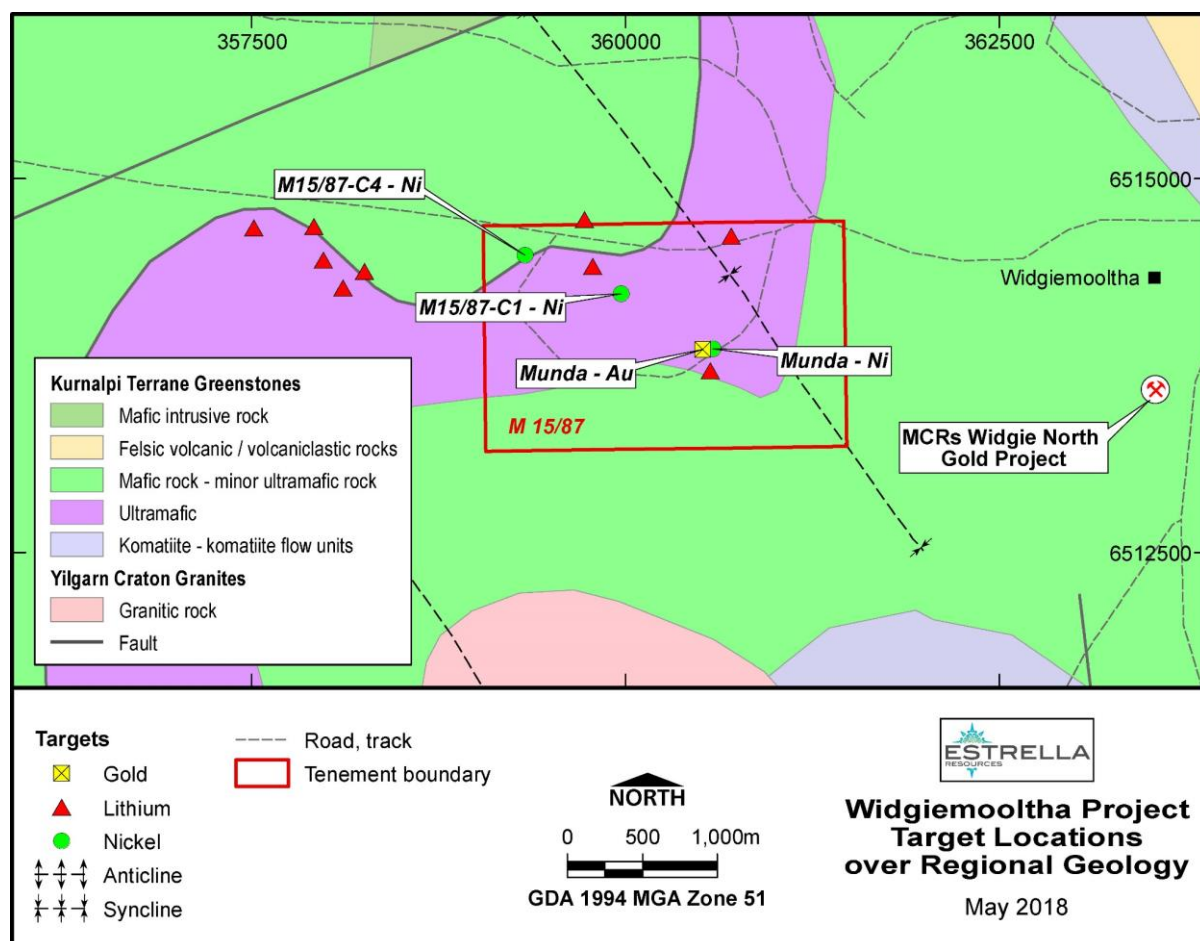 357500
360000
362500
M15/87-C4 - Ni
6515000
Widgiemooltha
M15/87-C1 - Ni
Munda - Au
Munda - Ni
M 15/87
MCRs Widgie North
Gold Project
6512500
Kurnalpi Terrane Greenstones
Mafic intrusive rock
Felsic volcanic / volcaniclastic rocks
Mafic rock - minor ultramafic rock
Ultramafic
Komatiite - komatiite flow units
Yilgarn Craton Granites
Granitic rock
Fault
Targets
Gold
Lithium
Nickel
Anticline
Syncline
Road, track
Tenement boundary
NORTH
0 500 1,000m
GDA 1994 MGA Zone 51
ESTRELLA
RESOURCES
Widgiemooltha Project
Target Locations
over Regional Geology
May 2018